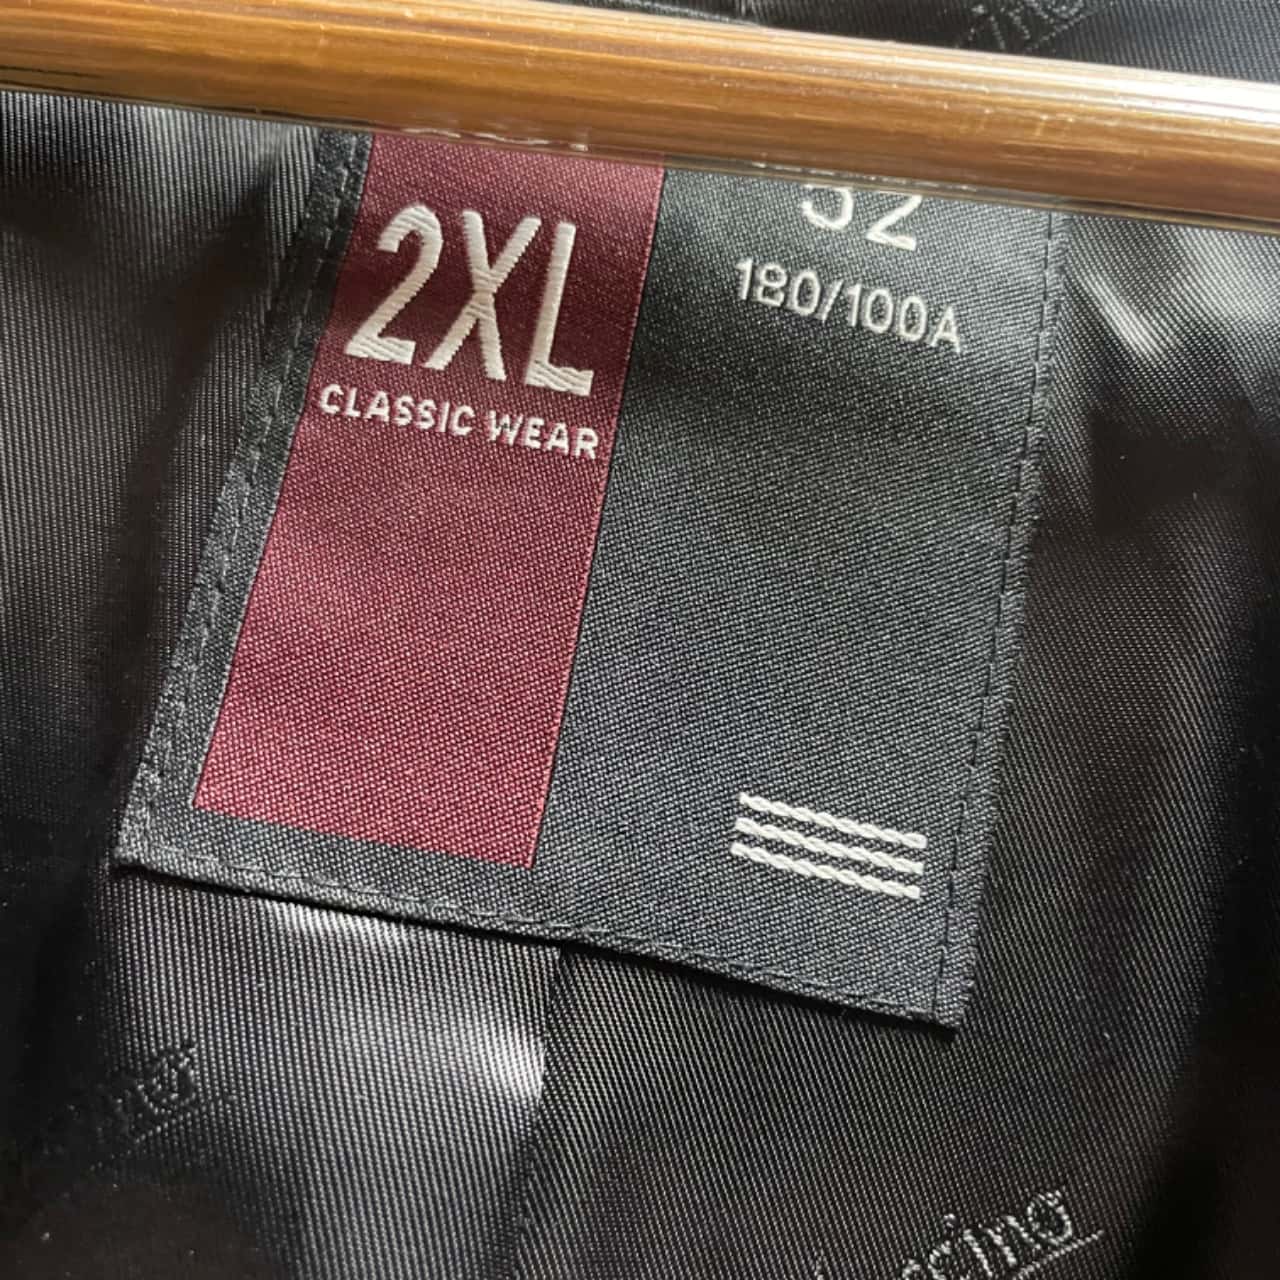 2XL
CLASSIC WEAR
52
180/100A